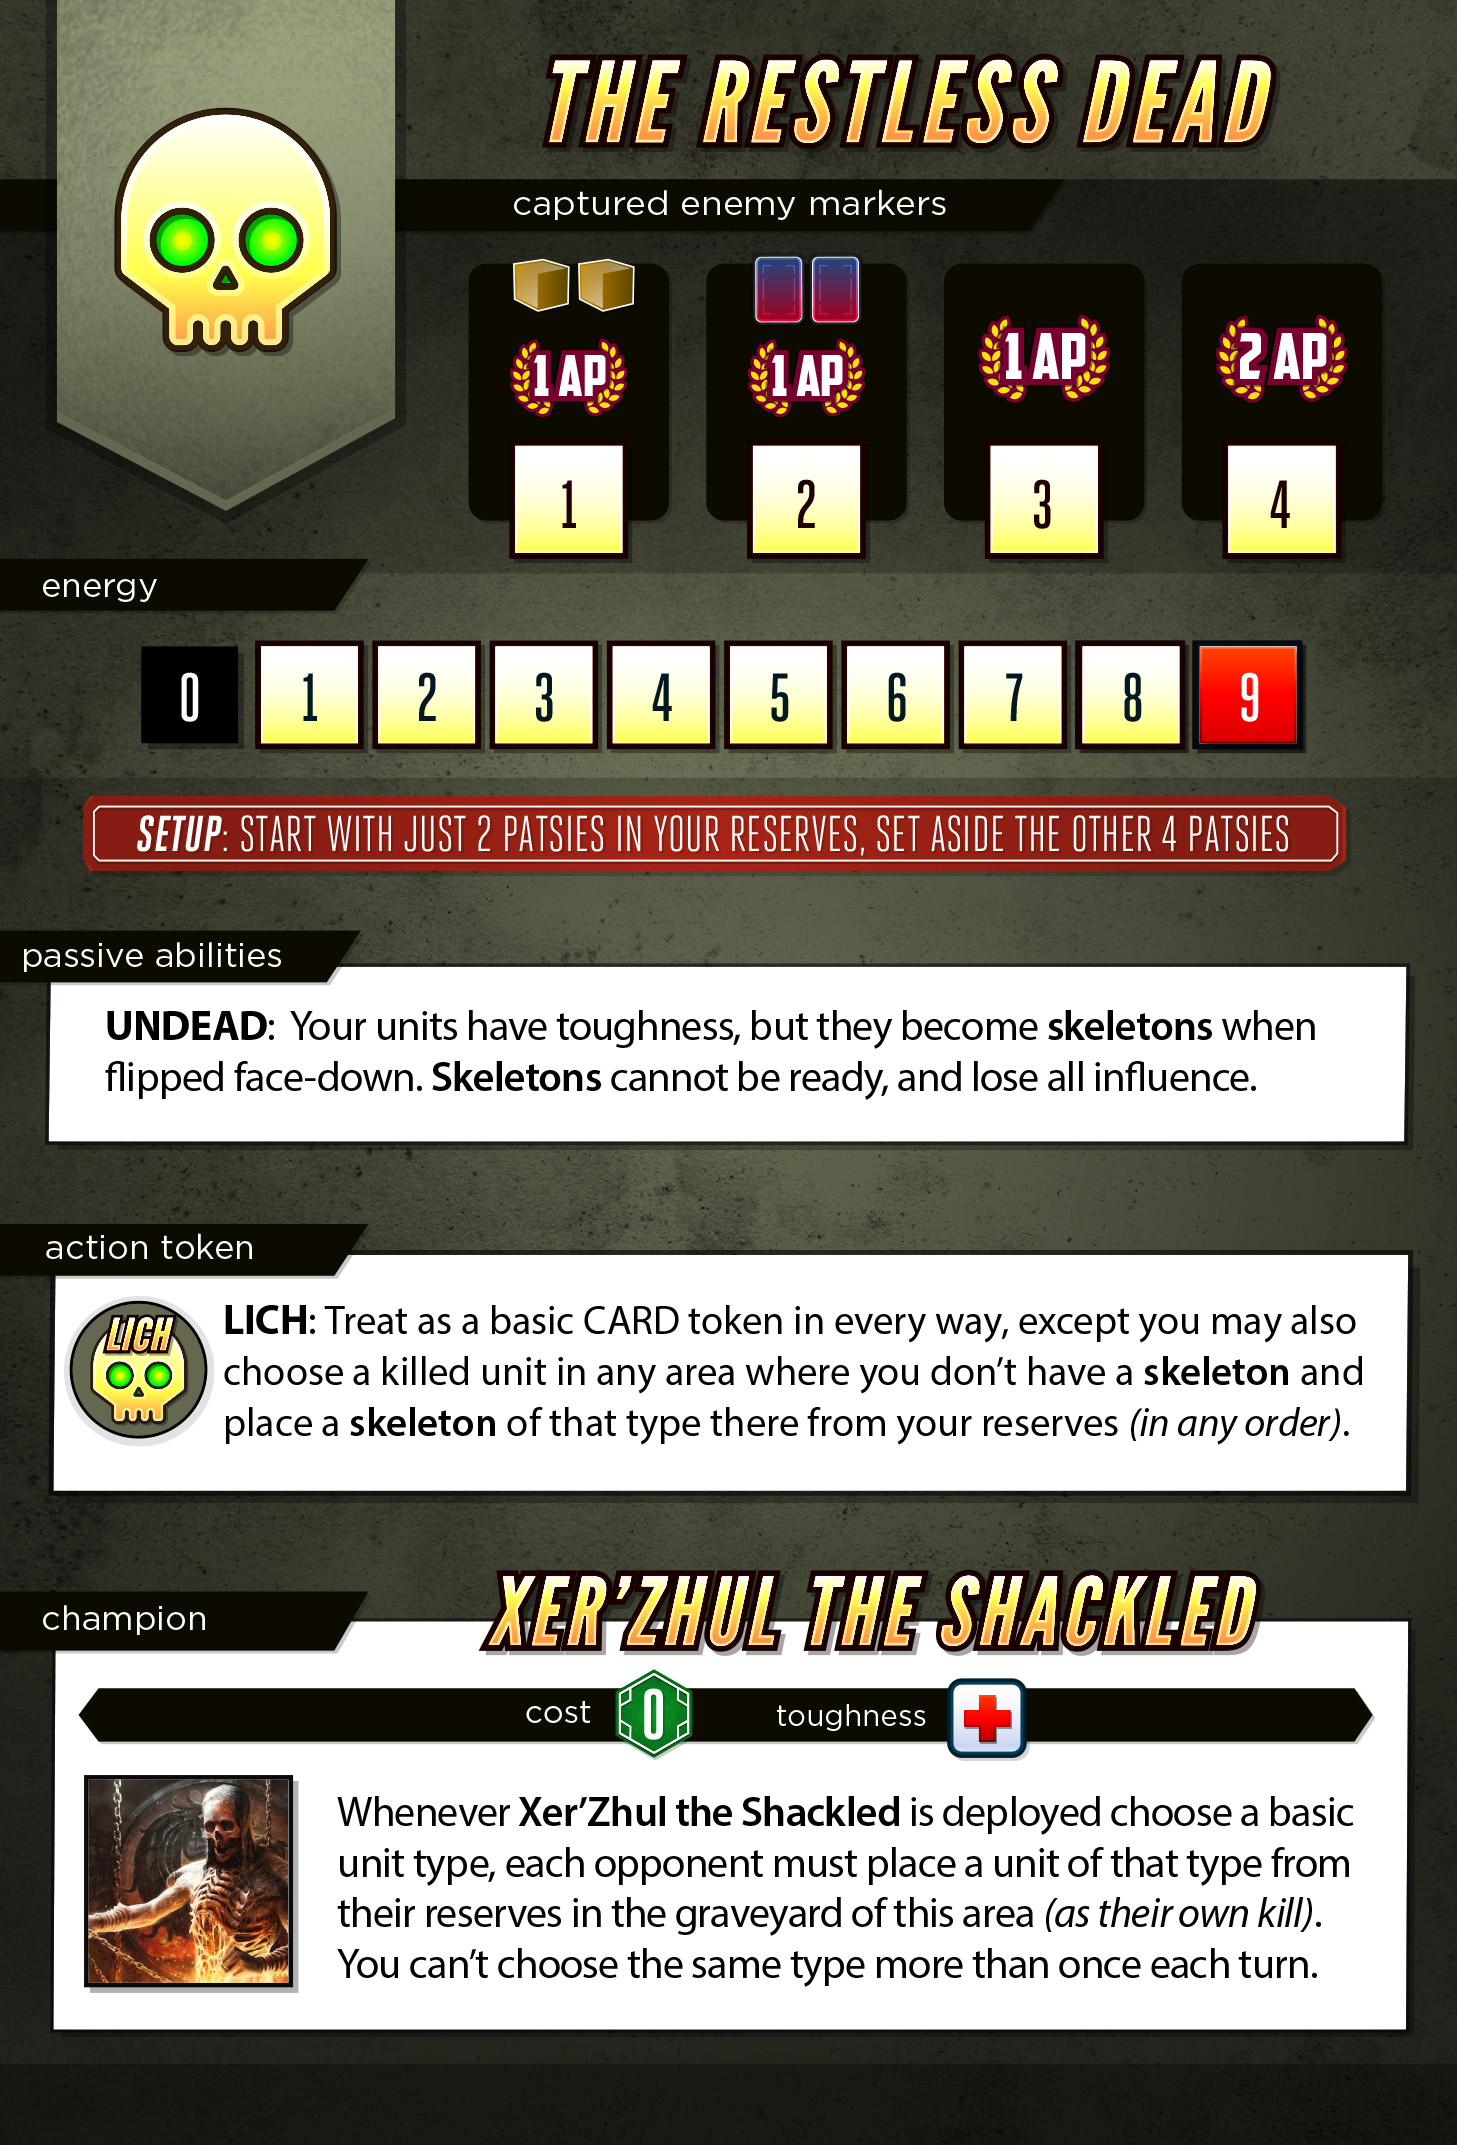 THE RESTLESS DEAD
captured enemy markers
1 AP
1 AP
1 AP
2 AP
1
2
3
4
energy
0 1 2 3 4 5 6 7 8 9
SETUP: START WITH JUST 2 PATSIES IN YOUR RESERVES, SET ASIDE THE OTHER 4 PATSIES
passive abilities
UNDEAD: Your units have toughness, but they become skeletons when
flipped face-down. Skeletons cannot be ready, and lose all influence.
action token
LICH
LICH: Treat as a basic CARD token in every way, except you may also
choose a killed unit in any area where you don't have a skeleton and
place a skeleton of that type there from your reserves (in any order).
champion
XER'ZHUL THE SHACKLED
cost 0 toughness
Whenever Xer'Zhul the Shackled is deployed choose a basic
unit type, each opponent must place a unit of that type from
their reserves in the graveyard of this area (as their own kill).
You can't choose the same type more than once each turn.